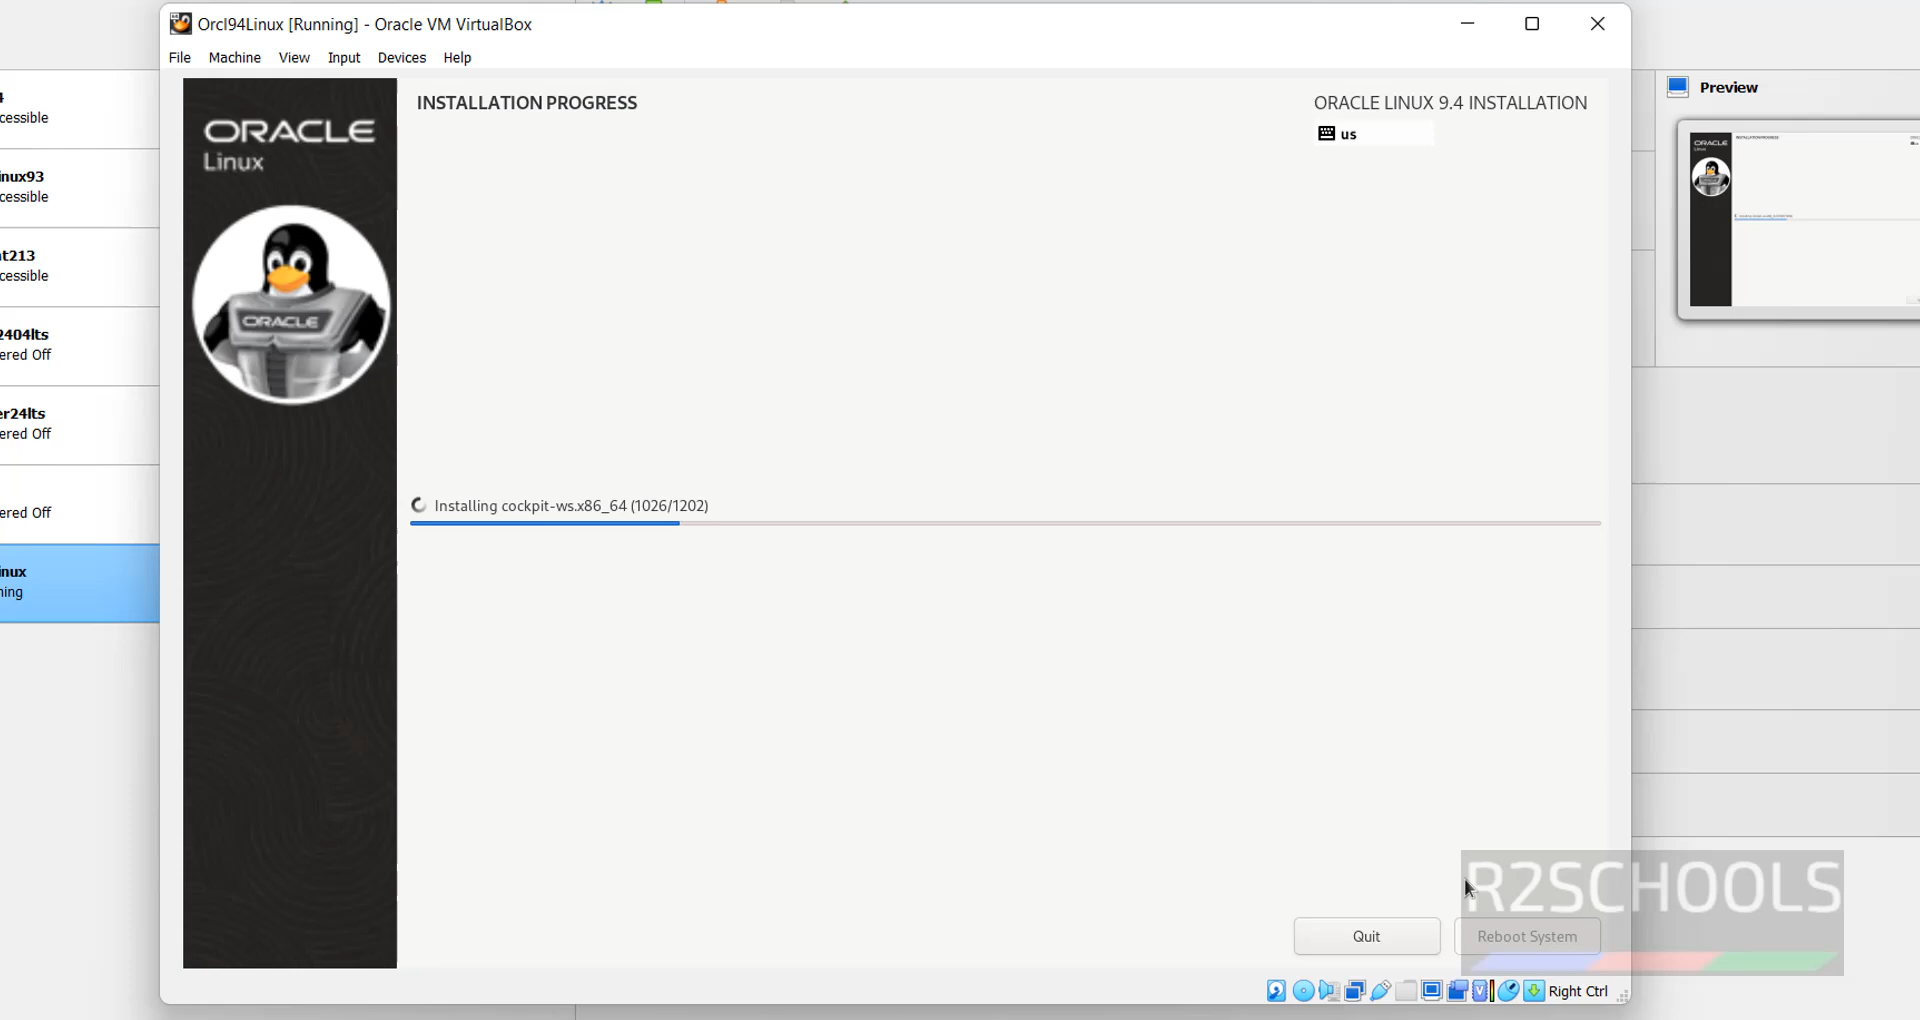 Orcl94Linux [Running] - Oracle VM VirtualBox
File Machine View Input Devices Help
4
cessible
inux93
cessible
t213
cessible
2404lts
ered Off
er24lts
ered Off
ered Off
inux
ning
ORACLE
Linux
ORACLE
INSTALLATION PROGRESS
ORACLE LINUX 9.4 INSTALLATION
us
Installing cockpit-ws.x86_64 (1026/1202)
Quit
Reboot System
Right Ctrl
Preview
ORACLE
R2SCHOOLS